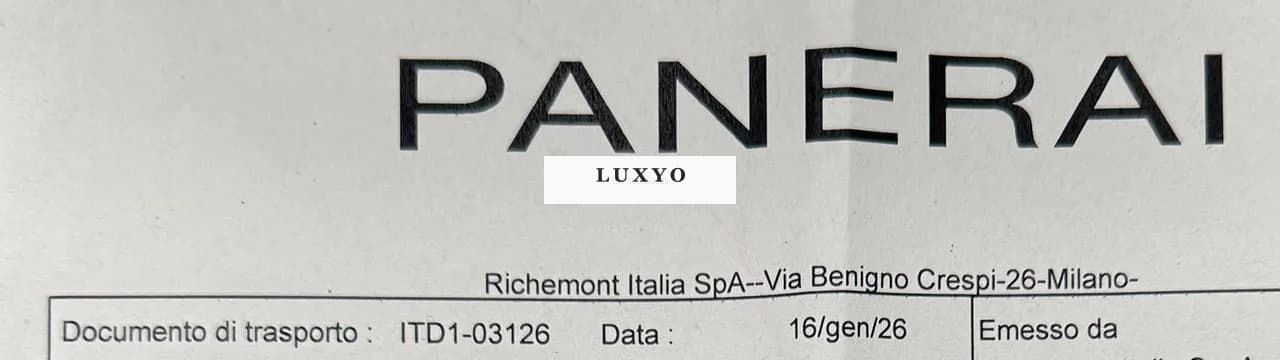 PANERAI
LUXYO
Richemont Italia SpA--Via Benigno Crespi-26-Milano-
Documento di trasporto : ITD1-03126 Data : 16/gen/26 Emesso da